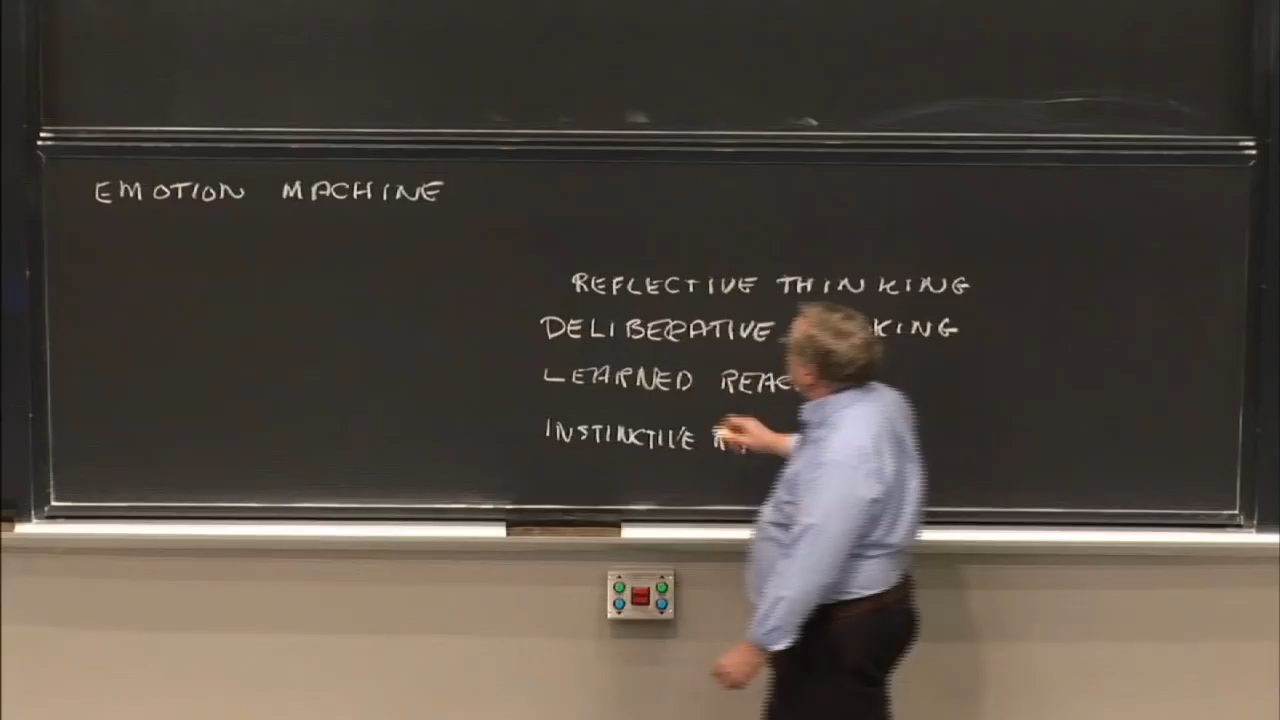 EMOTION MACHINE
REFLECTIVE THINKING
DELIBERATIVE
LEARNED
INSTINCTIVE